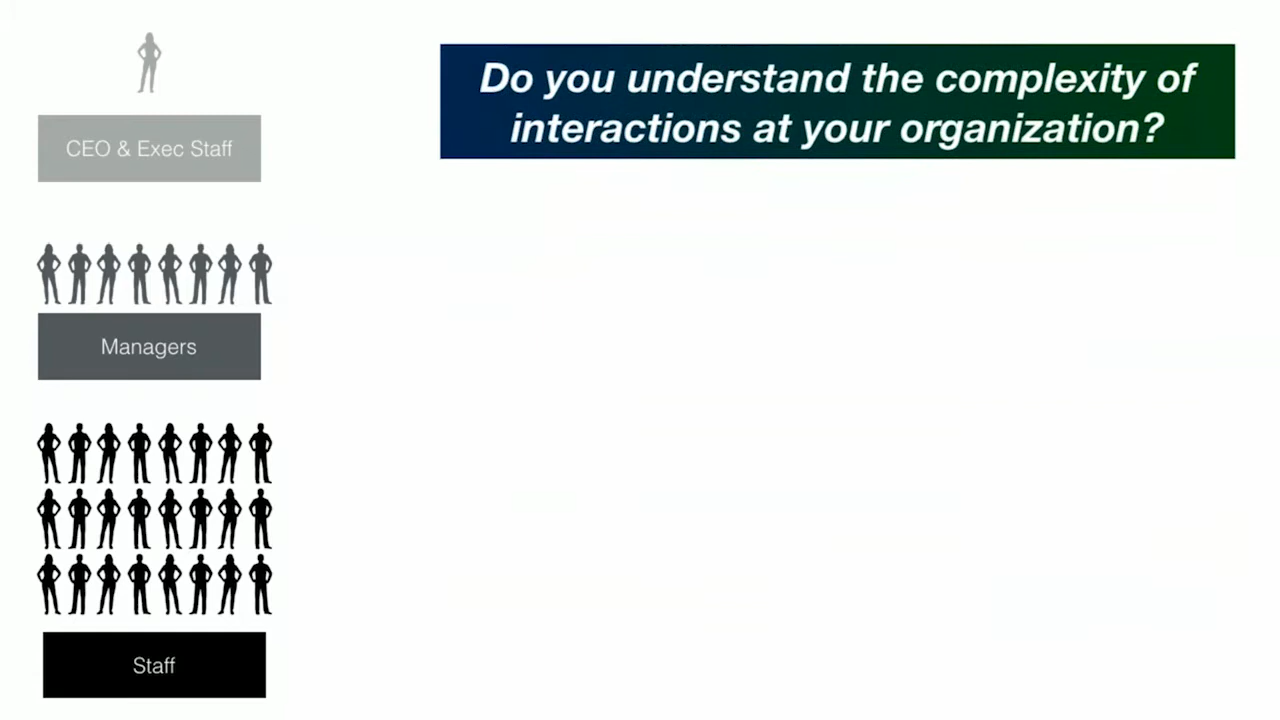 Do you understand the complexity of
interactions at your organization?
CEO & Exec Staff
Managers
Staff